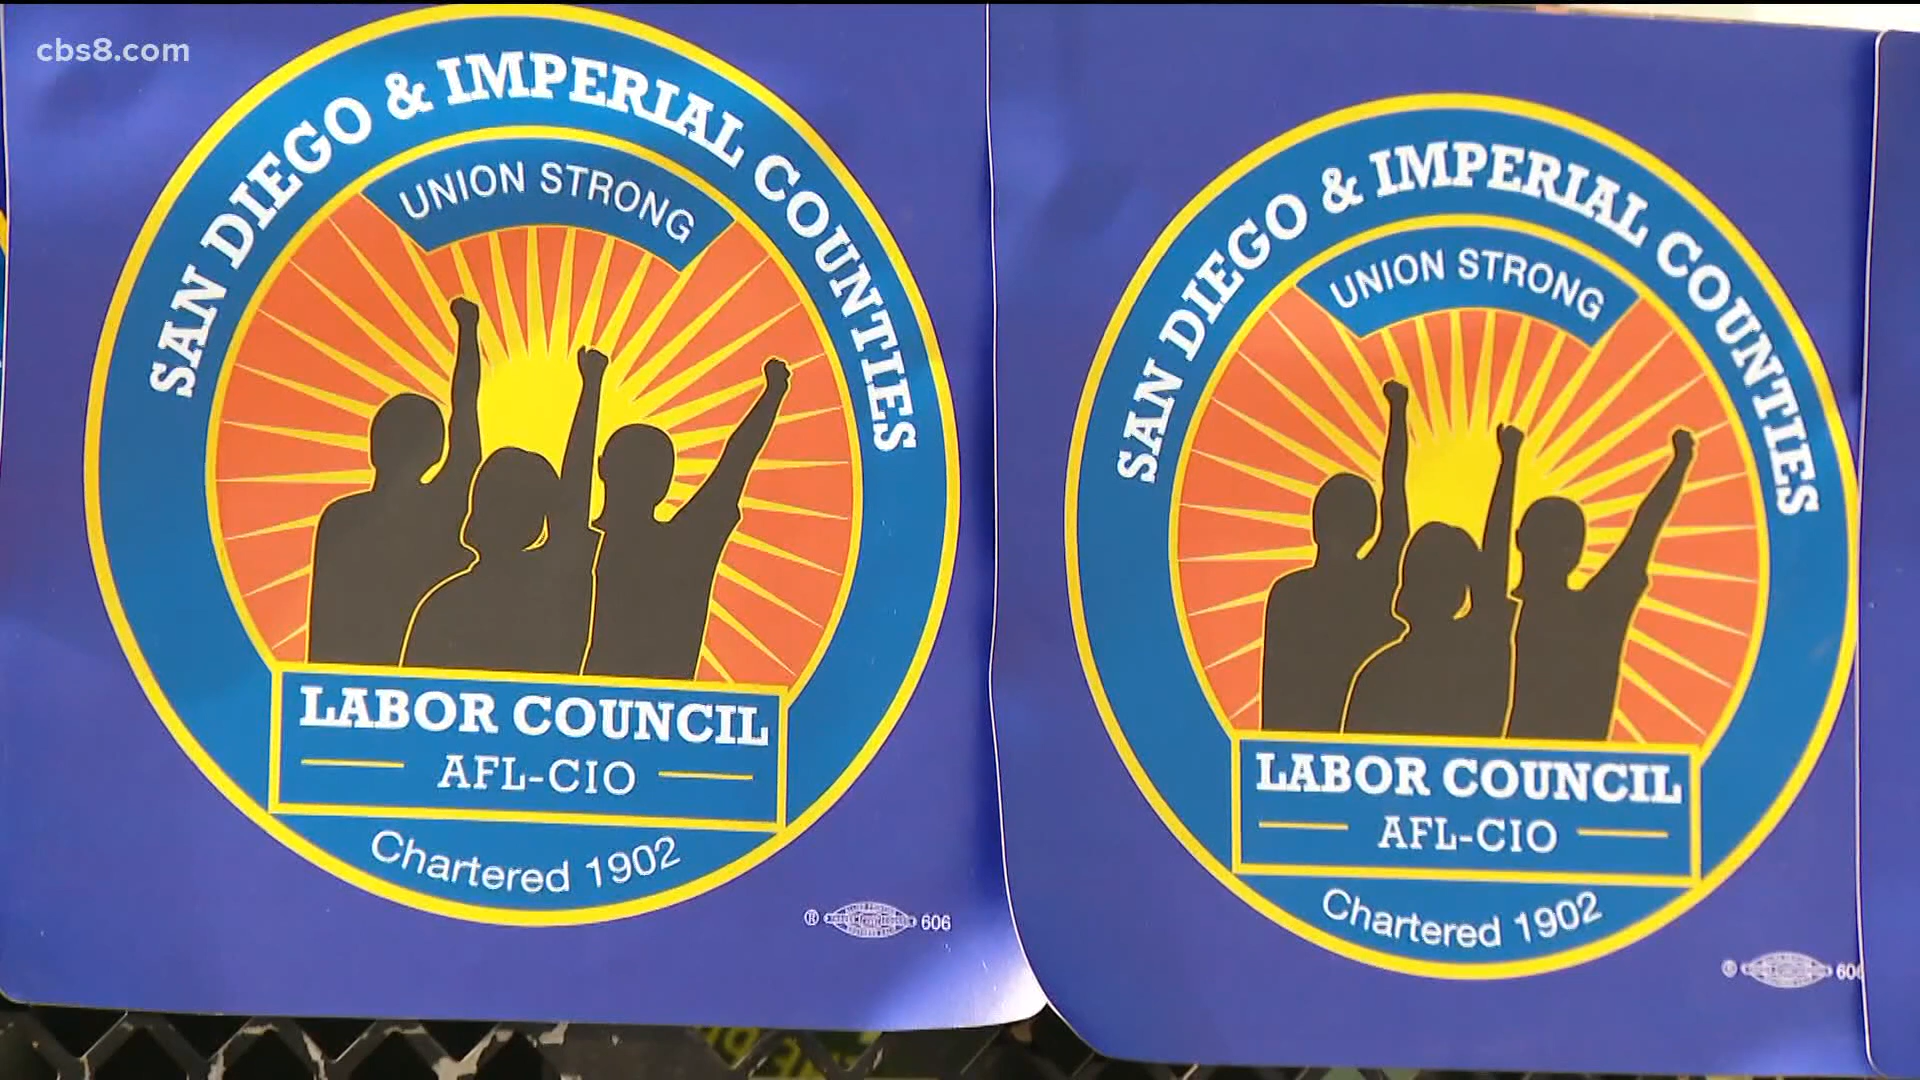 cbs8.com
SAN DIEGO & IMPERIAL COUNTIES
UNION STRONG
LABOR COUNCIL
AFL-CIO
Chartered 1902
® 606
SAN DIEGO & IMPERIAL COUNTIES
UNION STRONG
LABOR COUNCIL
AFL-CIO
Chartered 1902
® 606